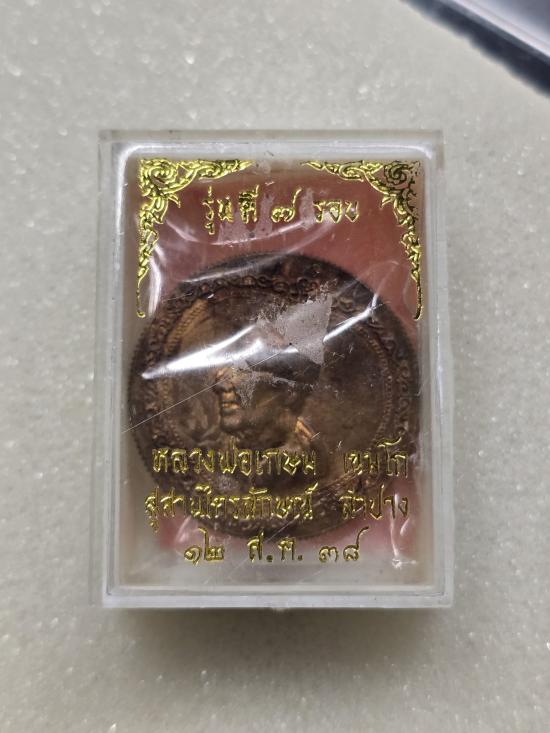 รุ่นที่ ๗ รอบ
หลวงพ่อเกษม เขมโก
สุสานไตรลักษณ์ ลำปาง
๑๒ ส.ค. ๓๘